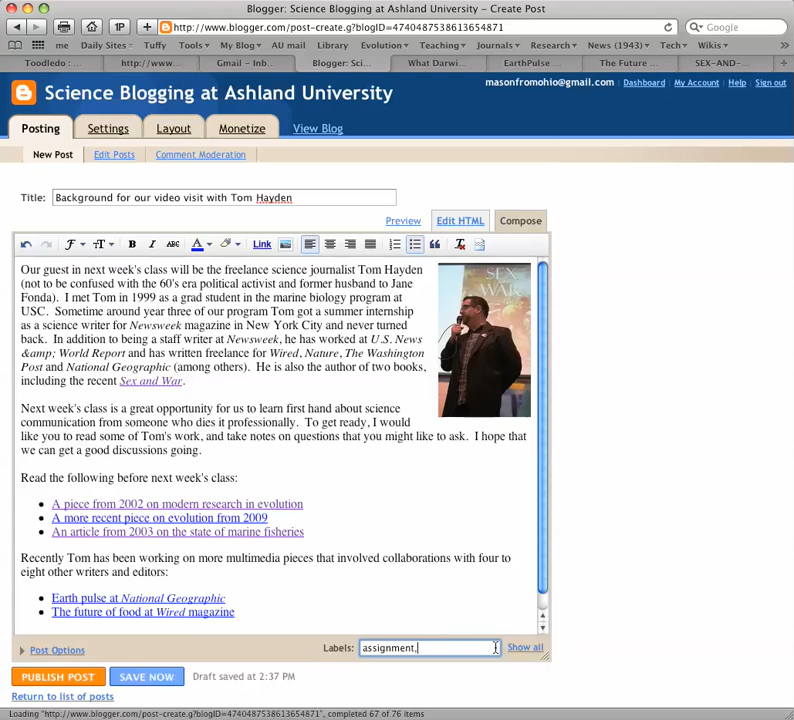 Blogger: Science Blogging at Ashland University - Create Post
1P
http://www.blogger.com/post-create.g?blogID=4740487538613654871
Google
me Daily Sites Tuffy Tools My Blog AU mail Library Evolution Teaching Journals Research News (1943) Tech Wikis
Toodledo : ... http://www... Gmail - Inb... Blogger: Sci... What Darwi... EarthPulse ... The Future ... SEX-AND-...
masonfromohio@gmail.com | Dashboard | My Account | Help | Sign out
Science Blogging at Ashland University
Posting Settings Layout Monetize View Blog
New Post Edit Posts Comment Moderation
Title: Background for our video visit with Tom Hayden
Preview Edit HTML Compose
B I ABC A Link
Our guest in next week's class will be the freelance science journalist Tom Hayden
(not to be confused with the 60's era political activist and former husband to Jane
Fonda). I met Tom in 1999 as a grad student in the marine biology program at
USC. Sometime around year three of our program Tom got a summer internship
as a science writer for Newsweek magazine in New York City and never turned
back. In addition to being a staff writer at Newsweek, he has worked at U.S. News
&amp; World Report and has written freelance for Wired, Nature, The Washington
Post and National Geographic (among others). He is also the author of two books,
including the recent Sex and War.
SEX
WAR
Next week's class is a great opportunity for us to learn first hand about science
communication from someone who dies it professionally. To get ready, I would
like you to read some of Tom's work, and take notes on questions that you might like to ask. I hope that
we can get a good discussions going.
Read the following before next week's class:
A piece from 2002 on modern research in evolution
A more recent piece on evolution from 2009
An article from 2003 on the state of marine fisheries
Recently Tom has been working on more multimedia pieces that involved collaborations with four to
eight other writers and editors:
Earth pulse at National Geographic
The future of food at Wired magazine
Post Options Labels: assignment, Show all
PUBLISH POST SAVE NOW Draft saved at 2:37 PM
Return to list of posts
Loading "http://www.blogger.com/post-create.g?blogID=4740487538613654871", completed 67 of 76 items